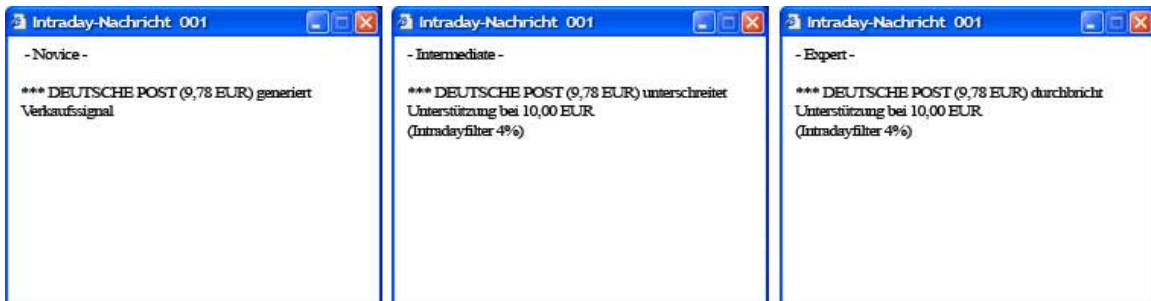 Intraday-Nachricht 001
- Novice -
*** DEUTSCHE POST (9,78 EUR) generiert
Verkaufssignal
Intraday-Nachricht 001
- Intermediate -
*** DEUTSCHE POST (9,78 EUR) unterschreitet
Unterstützung bei 10,00 EUR
(Intradayfilter 4%)
Intraday-Nachricht 001
- Expert -
*** DEUTSCHE POST (9,78 EUR) durchbricht
Unterstützung bei 10,00 EUR
(Intradayfilter 4%)